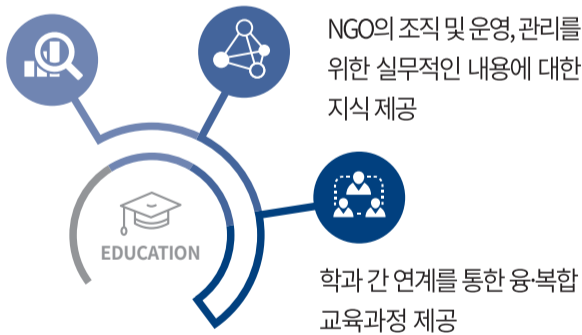 NGO의 조직 및 운영, 관리를
위한 실무적인 내용에 대한
지식 제공
EDUCATION
학과 간 연계를 통한 융·복합
교육과정 제공